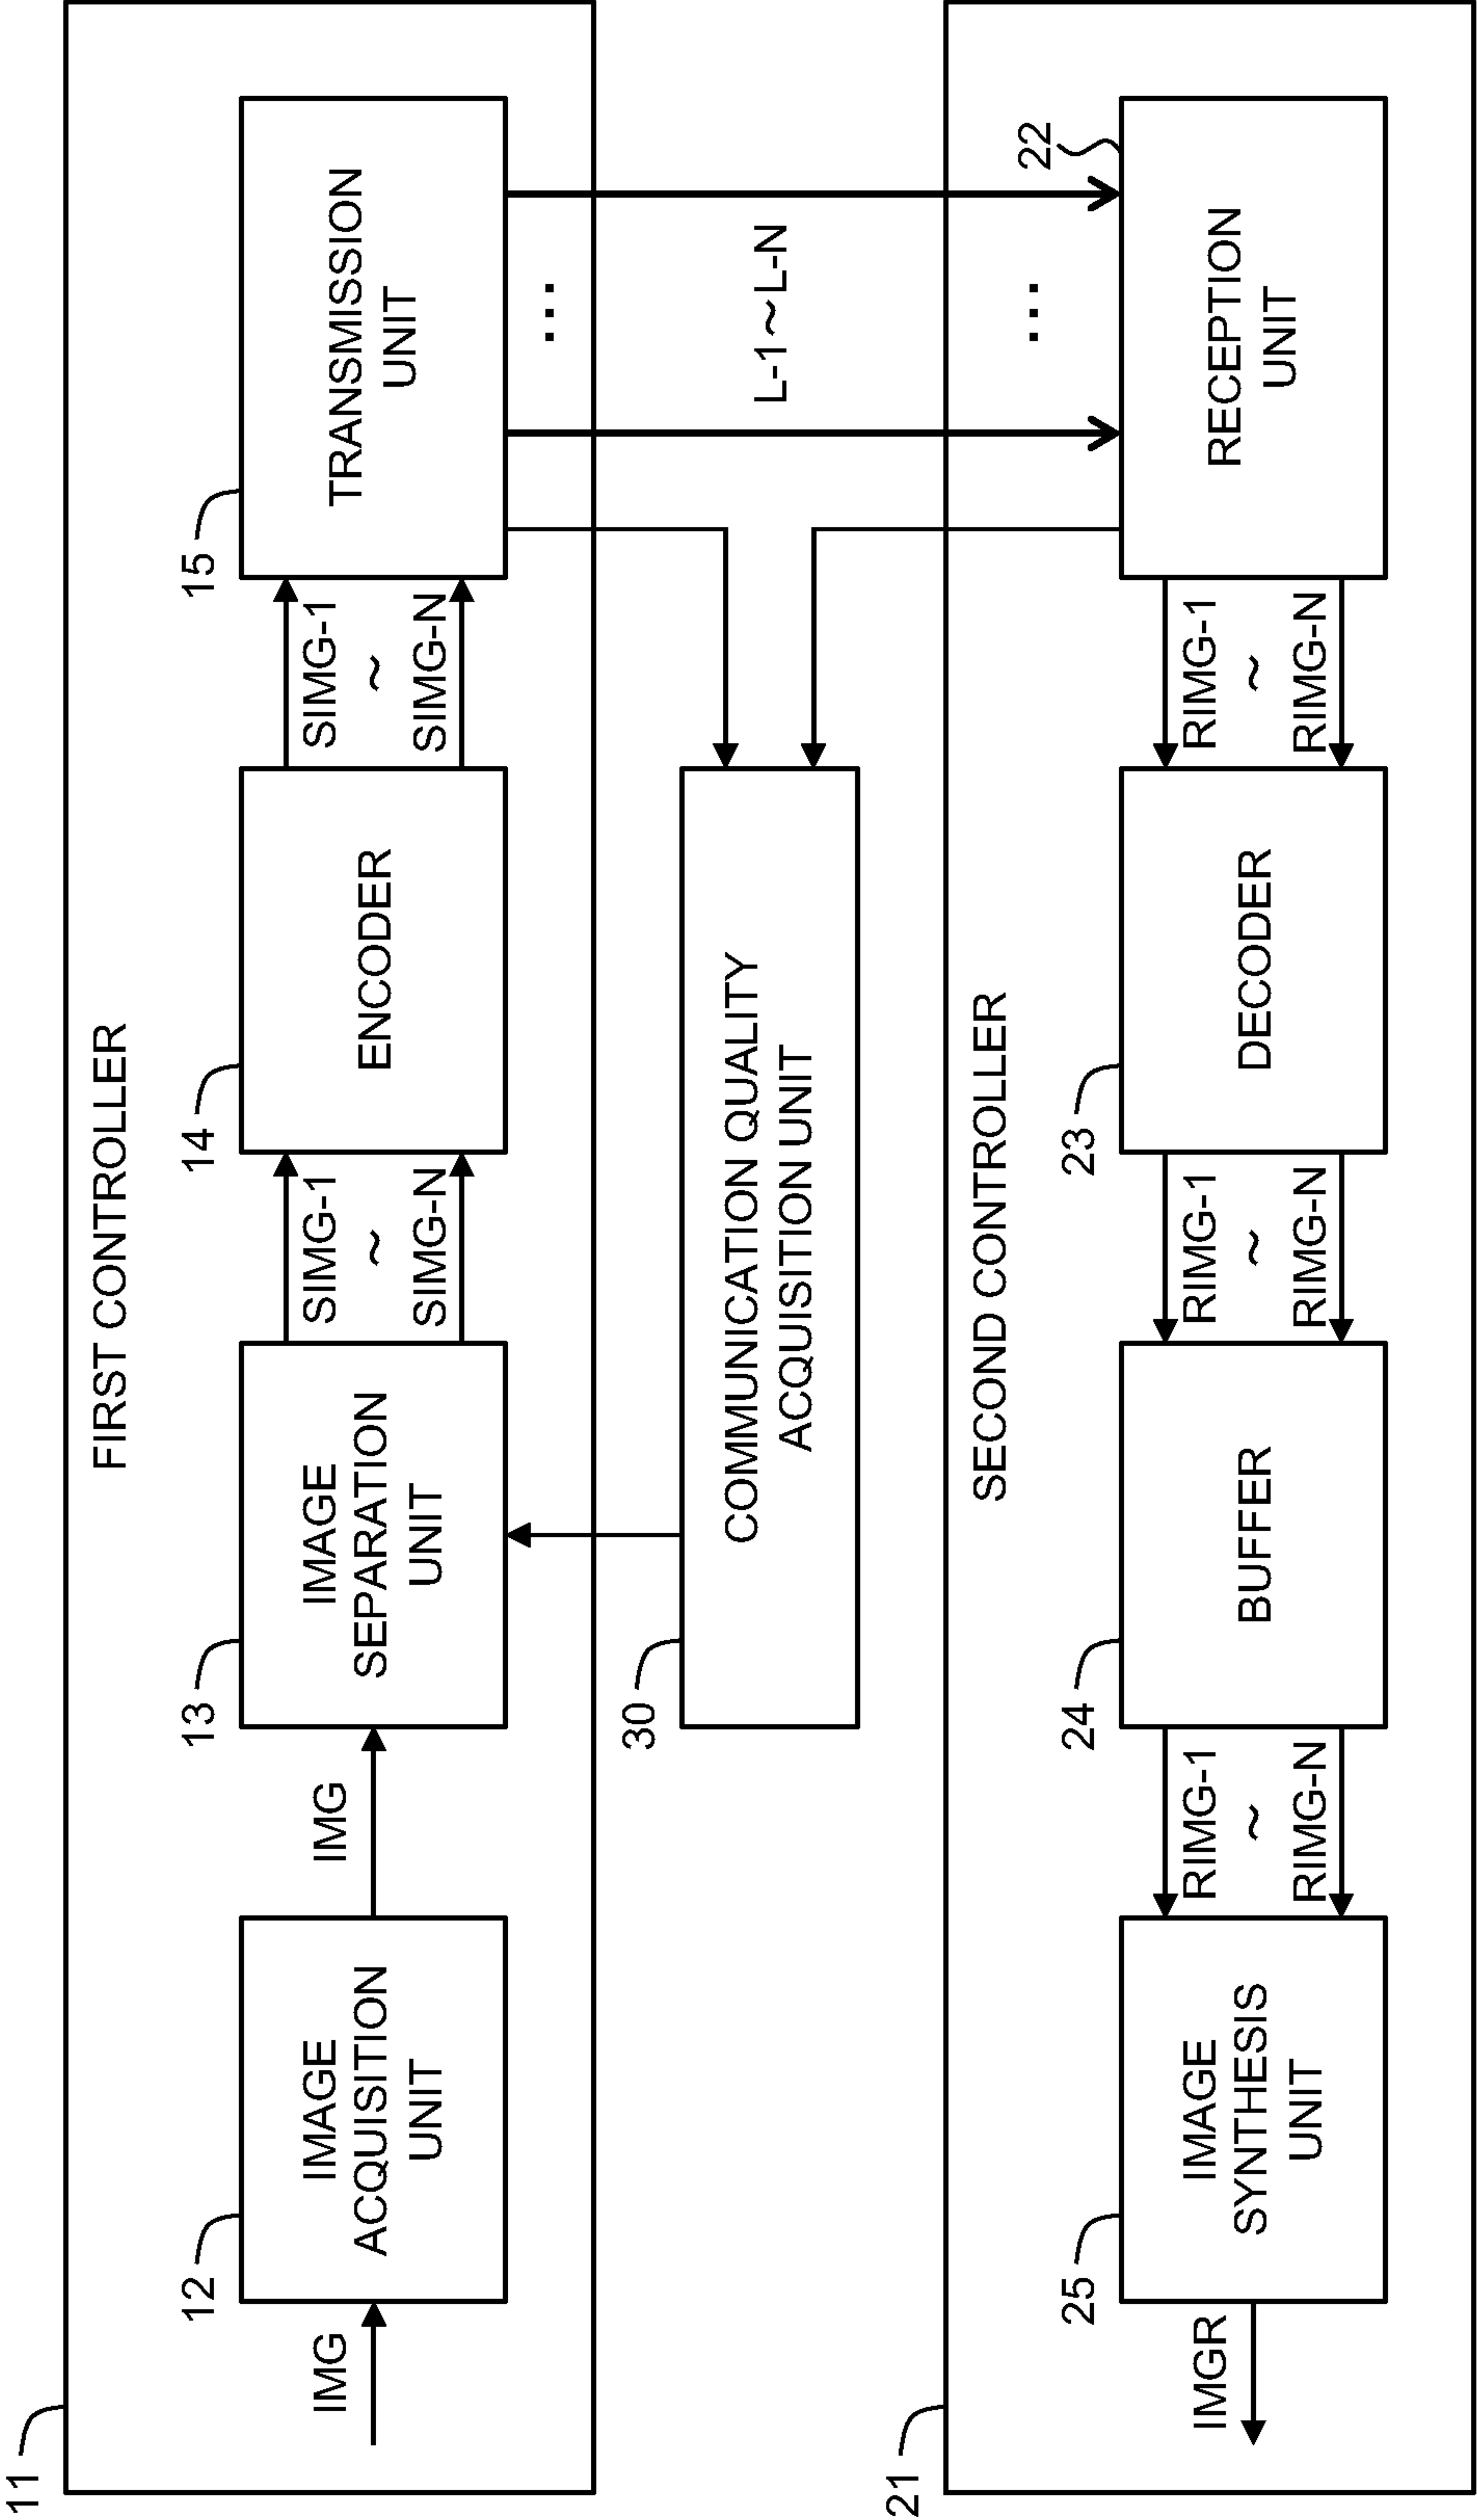 11
FIRST CONTROLLER
IMG
12
IMAGE
ACQUISITION
UNIT
IMG
13
IMAGE
SEPARATION
UNIT
SIMG-1
~
SIMG-N
14
ENCODER
SIMG-1
~
SIMG-N
15
TRANSMISSION
UNIT
...
L-1~L-N
...
30
COMMUNICATION QUALITY
ACQUISITION UNIT
21
SECOND CONTROLLER
IMGR
25
IMAGE
SYNTHESIS
UNIT
RIMG-1
~
RIMG-N
24
BUFFER
RIMG-1
~
RIMG-N
23
DECODER
RIMG-1
~
RIMG-N
22
RECEPTION
UNIT